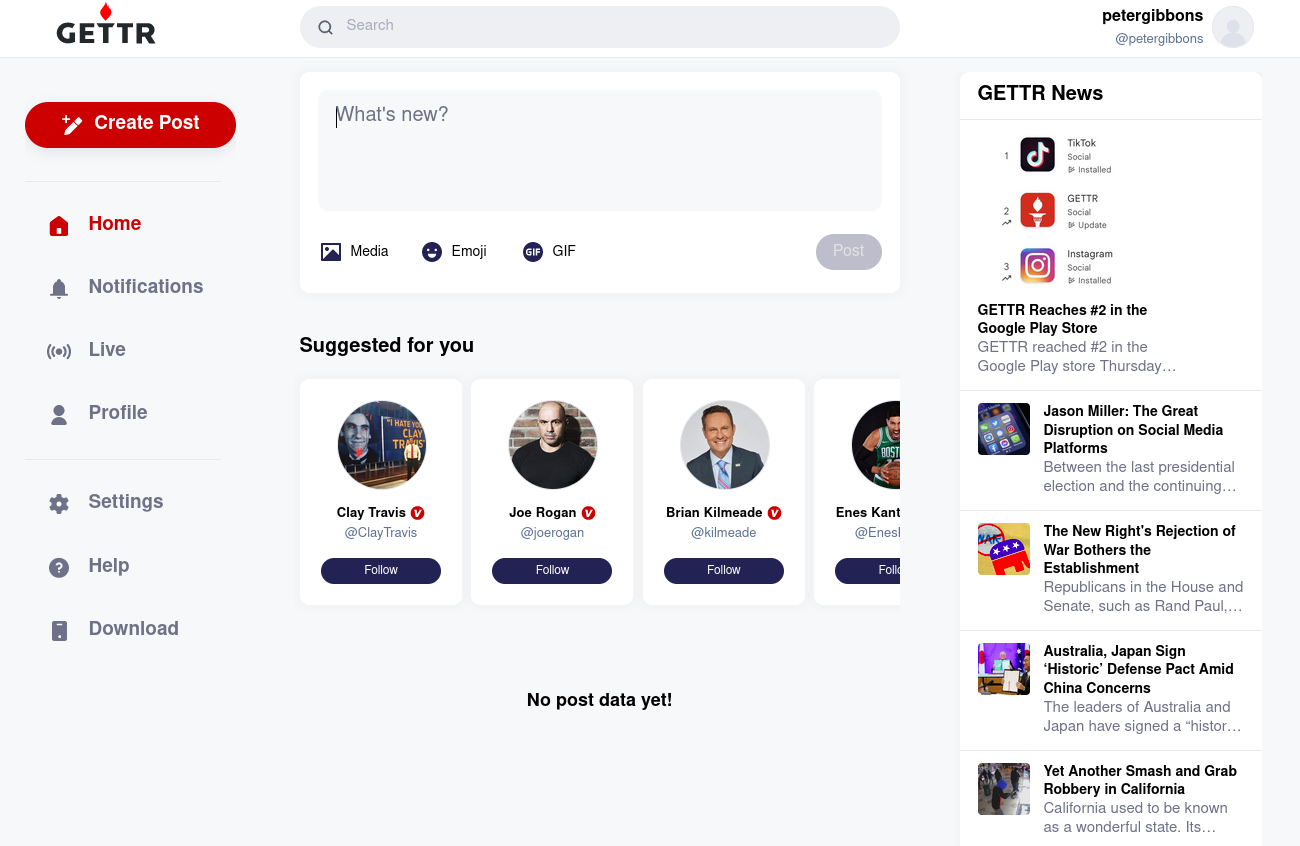 GETTR
Search
petergibbons
@petergibbons
Create Post
Home
Notifications
Live
Profile
Settings
Help
Download
What's new?
Media
Emoji
GIF
GIF
Post
Suggested for you
"I HATE YOU
CLAY
TRAVIS"
Clay Travis
@ClayTravis
Follow
Joe Rogan
@joerogan
Follow
Brian Kilmeade
@kilmeade
Follow
BOST
Enes Kant
@Enesl
Follo
No post data yet!
GETTR News
1
TikTok
Social
Installed
2
GETTR
Social
Update
3
Instagram
Social
Installed
GETTR Reaches #2 in the
Google Play Store
GETTR reached #2 in the
Google Play store Thursday…
Jason Miller: The Great
Disruption on Social Media
Platforms
Between the last presidential
election and the continuing…
WAR
The New Right's Rejection of
War Bothers the
Establishment
Republicans in the House and
Senate, such as Rand Paul,…
Australia, Japan Sign
‘Historic’ Defense Pact Amid
China Concerns
The leaders of Australia and
Japan have signed a “histor…
Yet Another Smash and Grab
Robbery in California
California used to be known
as a wonderful state. Its…